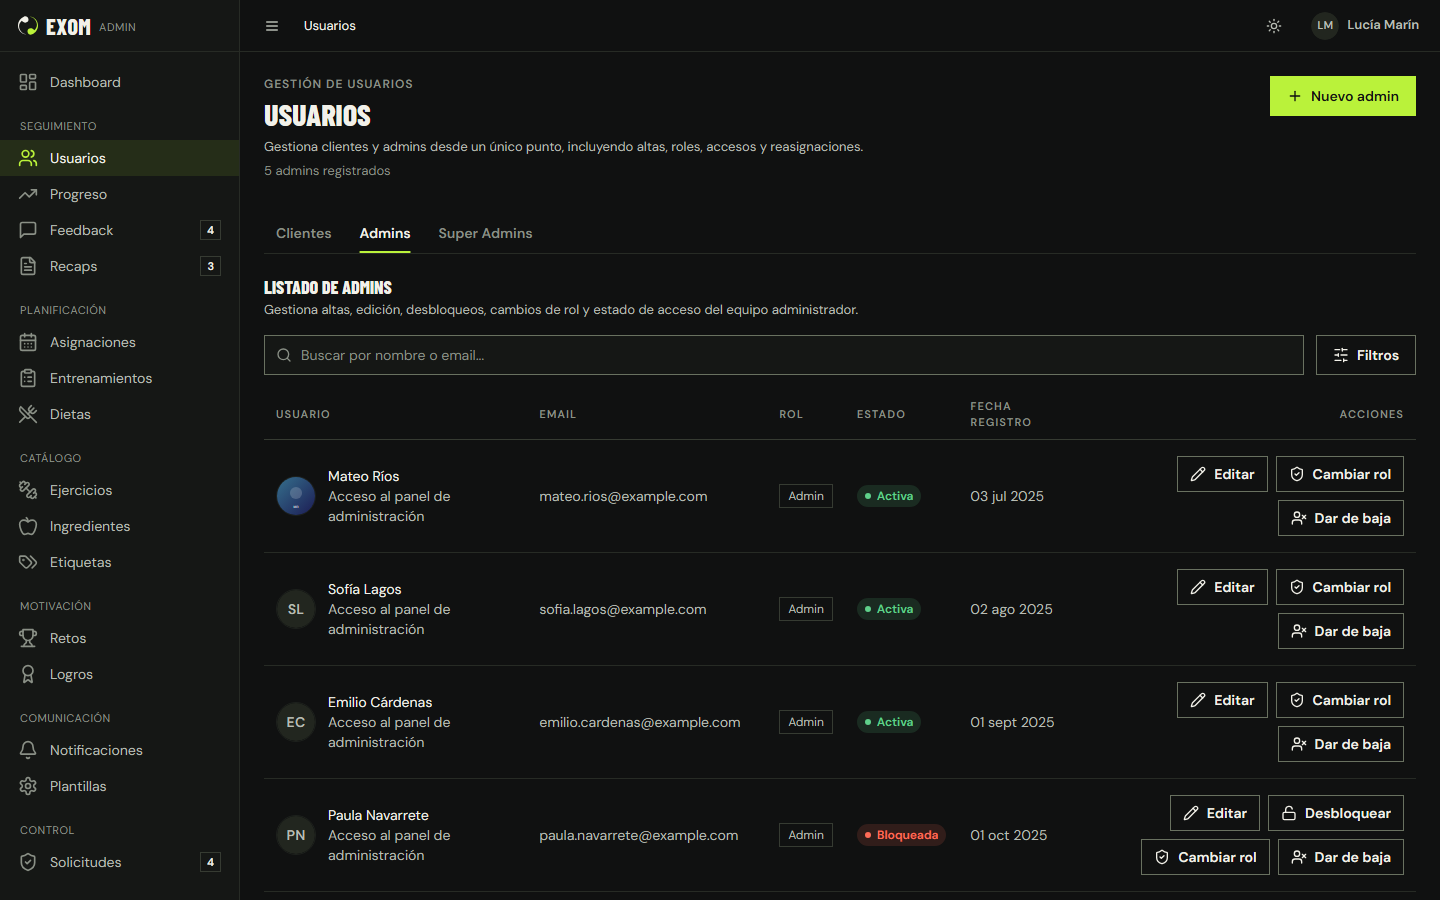 EXOM ADMIN
Usuarios
LM Lucía Marín
Dashboard
SEGUIMIENTO
Usuarios
Progreso
Feedback 4
Recaps 3
PLANIFICACIÓN
Asignaciones
Entrenamientos
Dietas
CATÁLOGO
Ejercicios
Ingredientes
Etiquetas
MOTIVACIÓN
Retos
Logros
COMUNICACIÓN
Notificaciones
Plantillas
CONTROL
Solicitudes 4
GESTIÓN DE USUARIOS
USUARIOS
Gestiona clientes y admins desde un único punto, incluyendo altas, roles, accesos y reasignaciones.
5 admins registrados
Nuevo admin
Clientes Admins Super Admins
LISTADO DE ADMINS
Gestiona altas, edición, desbloqueos, cambios de rol y estado de acceso del equipo administrador.
Buscar por nombre o email...
Filtros
USUARIO EMAIL ROL ESTADO FECHA REGISTRO ACCIONES
Mateo Ríos
Acceso al panel de
administración
mateo.rios@example.com Admin Activa 03 jul 2025
Editar Cambiar rol
Dar de baja
SL
Sofía Lagos
Acceso al panel de
administración
sofia.lagos@example.com Admin Activa 02 ago 2025
Editar Cambiar rol
Dar de baja
EC
Emilio Cárdenas
Acceso al panel de
administración
emilio.cardenas@example.com Admin Activa 01 sept 2025
Editar Cambiar rol
Dar de baja
PN
Paula Navarrete
Acceso al panel de
administración
paula.navarrete@example.com Admin Bloqueada 01 oct 2025
Editar Desbloquear
Cambiar rol Dar de baja